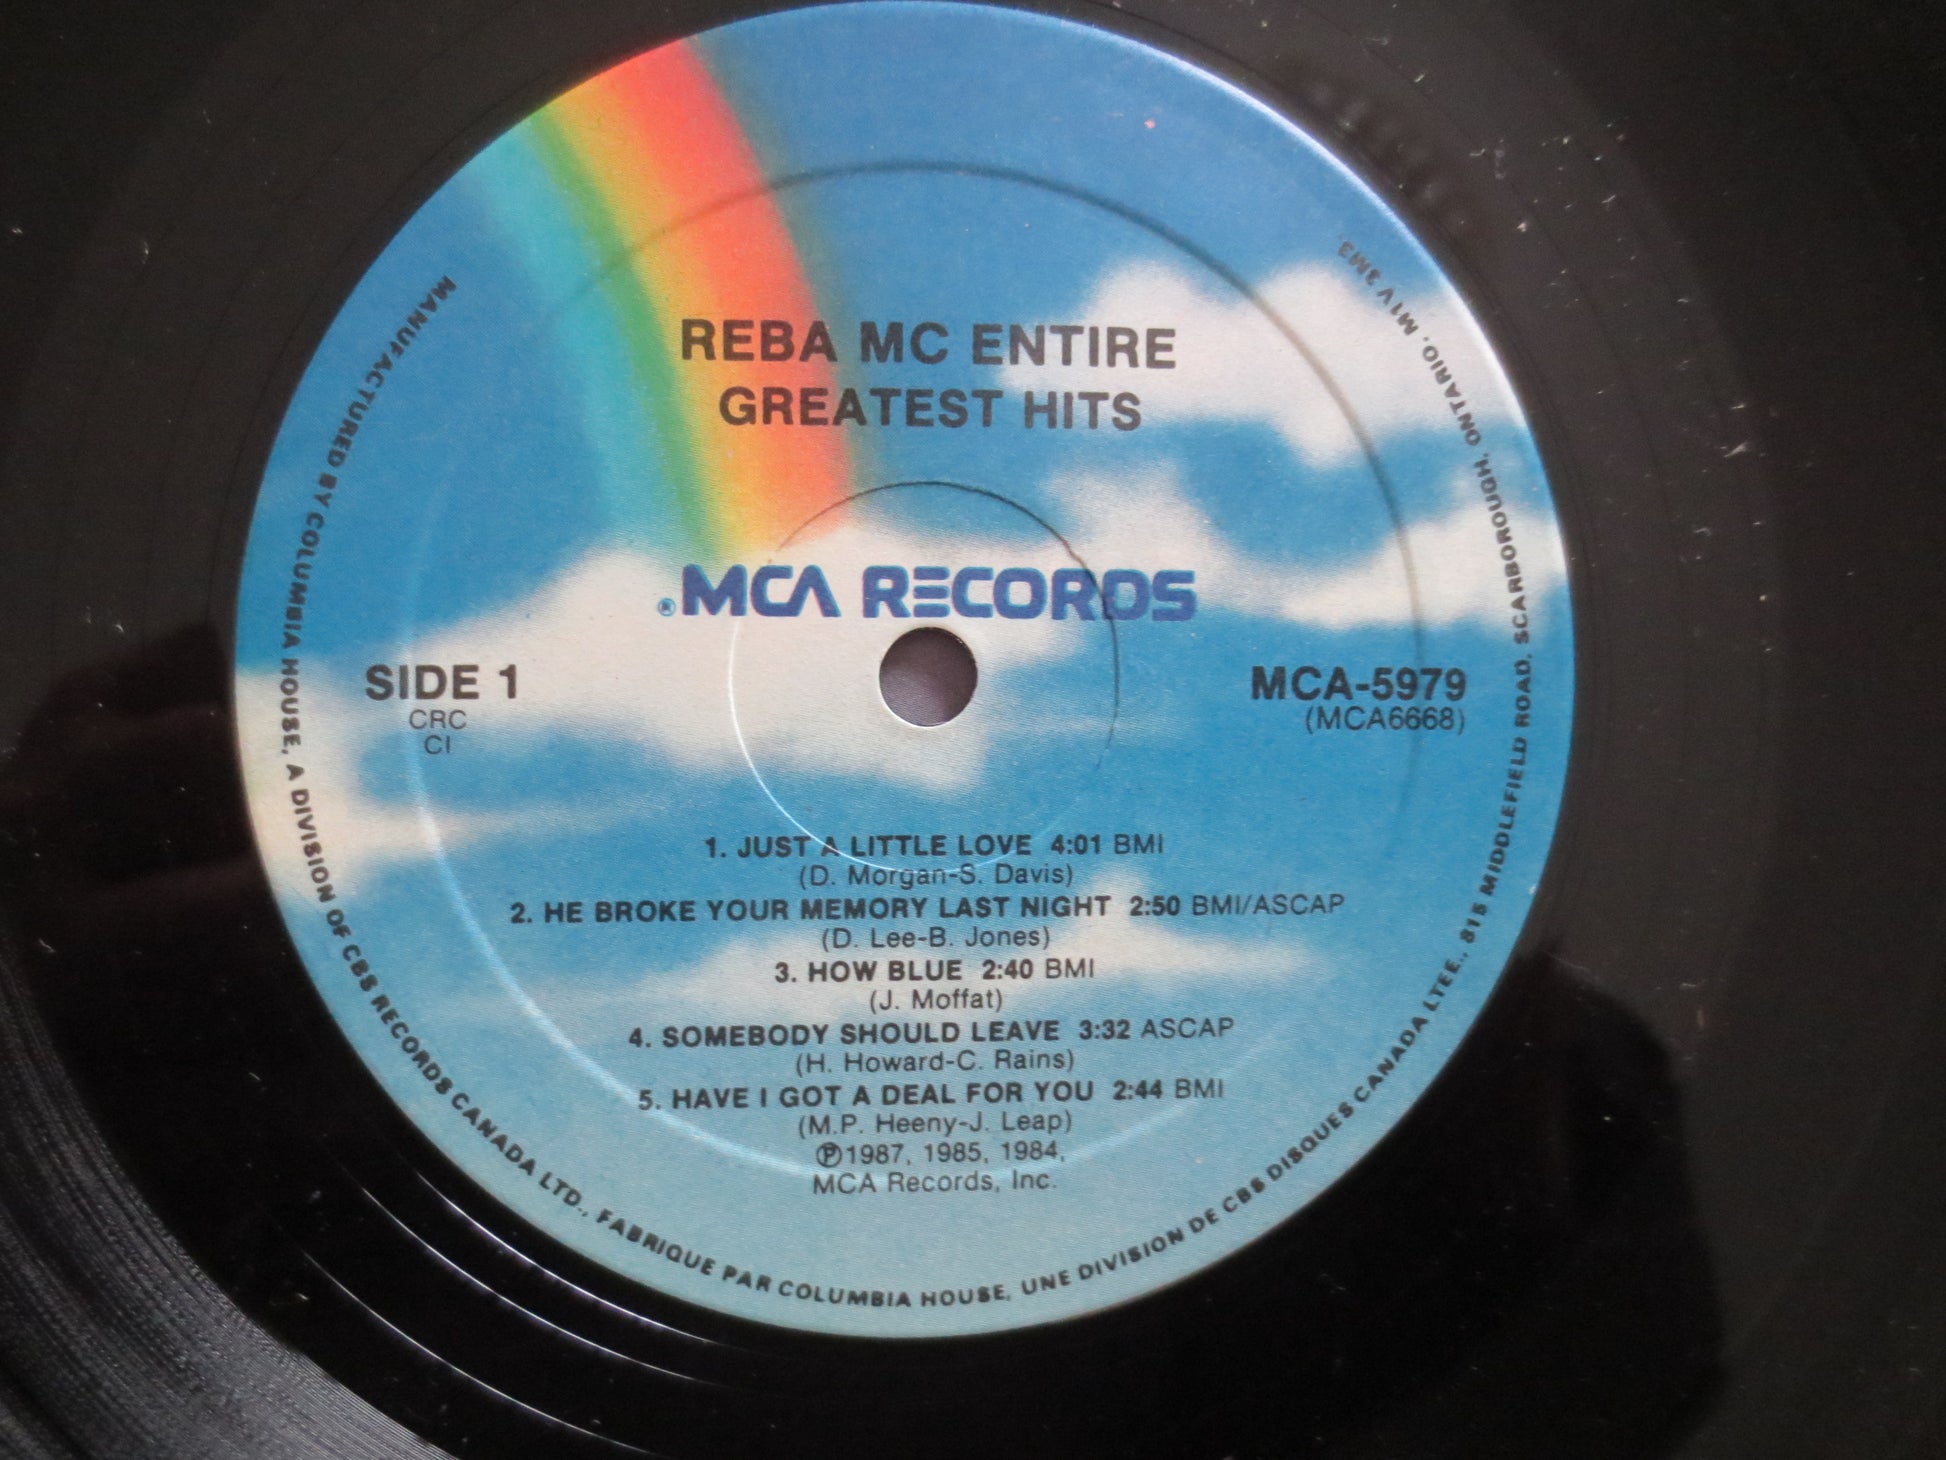 REBA MC ENTIRE
GREATEST HITS
®MCA RECORDS
SIDE 1
CRC
CI
MCA-5979
(MCA6668)
1. JUST A LITTLE LOVE 4:01 BMI
(D. Morgan-S. Davis)
2. HE BROKE YOUR MEMORY LAST NIGHT 2:50 BMI/ASCAP
(D. Lee-B. Jones)
3. HOW BLUE 2:40 BMI
(J. Moffat)
4. SOMEBODY SHOULD LEAVE 3:32 ASCAP
(H. Howard-C. Rains)
5. HAVE I GOT A DEAL FOR YOU 2:44 BMI
(M.P. Heeny-J. Leap)
℗1987, 1985, 1984,
MCA Records, Inc.
MANUFACTURED BY COLUMBIA HOUSE, A DIVISION OF CBS RECORDS CANADA LTD., FABRIQUE PAR COLUMBIA HOUSE, UNE DIVISION DE CBS DISQUES CANADA LTEE., 815 MIDDLEFIELD ROAD, SCARBOROUGH, ONTARIO, M1V 3M3